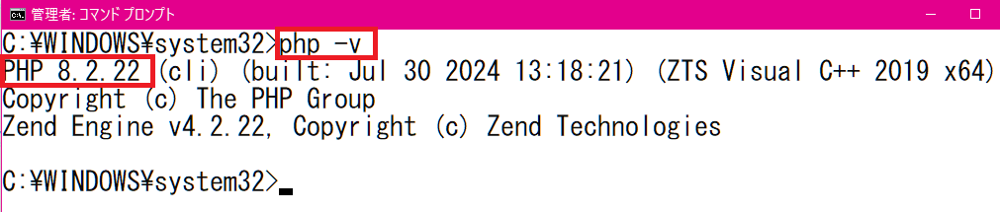 管理者: コマンド プロンプト
C:¥WINDOWS¥system32>php -v
PHP 8.2.22 (cli) (built: Jul 30 2024 13:18:21) (ZTS Visual C++ 2019 x64)
Copyright (c) The PHP Group
Zend Engine v4.2.22, Copyright (c) Zend Technologies
C:¥WINDOWS¥system32>